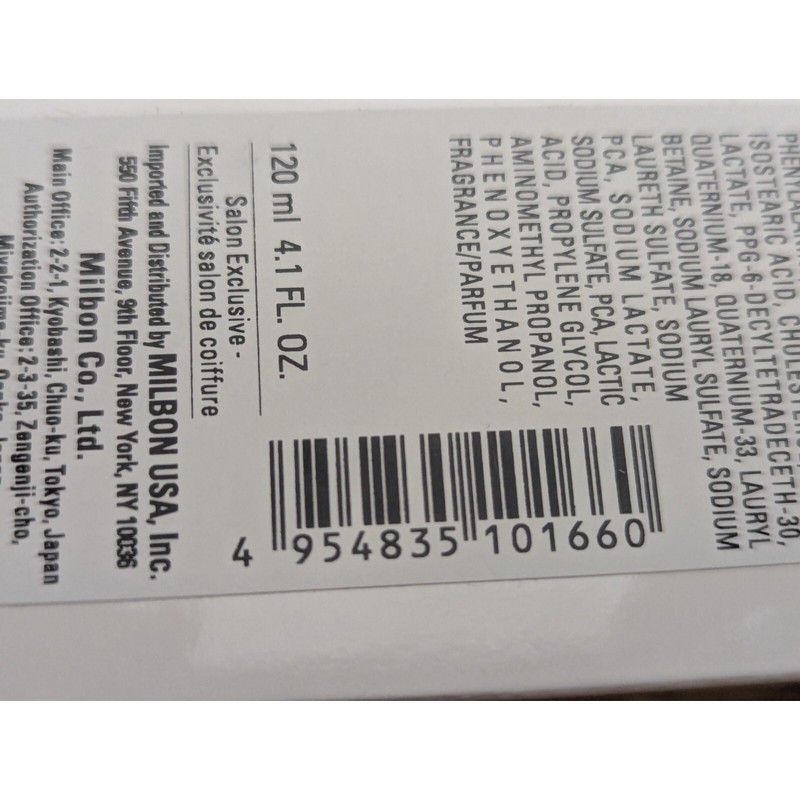 ISOSTEARIC ACID,
LACTATE, PPG-6-DECYLTETRADECETH-30,
QUATERNIUM-18, QUATERNIUM-33, LAURYL
BETAINE, SODIUM LAURYL SULFATE, SODIUM
LAURETH SULFATE, SODIUM
PCA, SODIUM LACTATE,
SODIUM SULFATE, PCA, LACTIC
ACID, PROPYLENE GLYCOL,
AMINOMETHYL PROPANOL,
PHENOXYETHANOL,
FRAGRANCE/PARFUM
120 ml 4.1 FL. OZ.
4 954835 101660
Salon Exclusive -
Exclusivité salon de coiffure
Imported and Distributed by MILBON USA, Inc.
550 Fifth Avenue, 9th Floor, New York, NY 10036
Milbon Co., Ltd.
Main Office: 2-2-1, Kyobashi, Chuo-ku, Tokyo, Japan
Authorization Office: 2-3-35, Zengenji-cho,